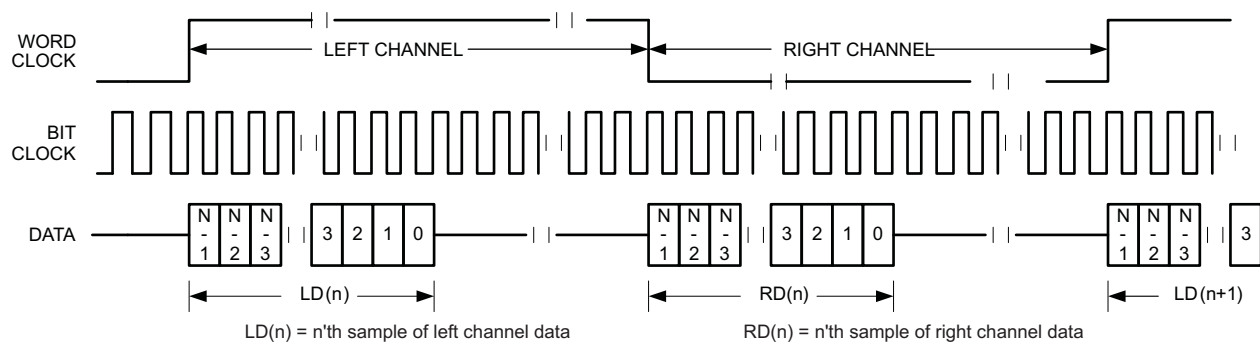 WORD
CLOCK
LEFT CHANNEL
RIGHT CHANNEL
BIT
CLOCK
DATA
N
-
1
N
-
2
N
-
3
3
2
1
0
N
-
1
N
-
2
N
-
3
3
2
1
0
N
-
1
N
-
2
N
-
3
3
LD(n)
RD(n)
LD(n+1)
LD(n) = n'th sample of left channel data
RD(n) = n'th sample of right channel data